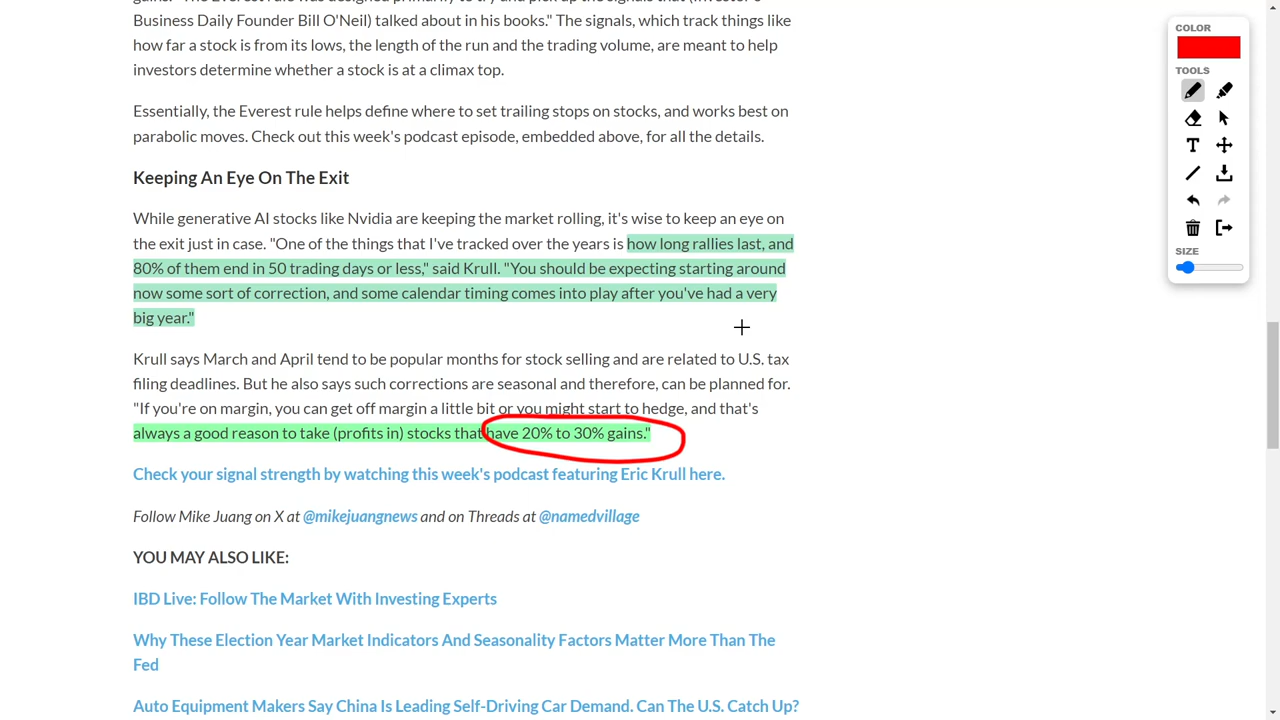 gains. "The Everest rule was designed primarily to try and pick up the signals that (Investor's
Business Daily Founder Bill O'Neil) talked about in his books." The signals, which track things like
how far a stock is from its lows, the length of the run and the trading volume, are meant to help
investors determine whether a stock is at a climax top.
Essentially, the Everest rule helps define where to set trailing stops on stocks, and works best on
parabolic moves. Check out this week's podcast episode, embedded above, for all the details.
Keeping An Eye On The Exit
While generative AI stocks like Nvidia are keeping the market rolling, it's wise to keep an eye on
the exit just in case. "One of the things that I've tracked over the years is how long rallies last, and
80% of them end in 50 trading days or less," said Krull. "You should be expecting starting around
now some sort of correction, and some calendar timing comes into play after you've had a very
big year."
Krull says March and April tend to be popular months for stock selling and are related to U.S. tax
filing deadlines. But he also says such corrections are seasonal and therefore, can be planned for.
"If you're on margin, you can get off margin a little bit or you might start to hedge, and that's
always a good reason to take (profits in) stocks that have 20% to 30% gains."
Check your signal strength by watching this week's podcast featuring Eric Krull here.
Follow Mike Juang on X at @mikejuangnews and on Threads at @namedvillage
YOU MAY ALSO LIKE:
IBD Live: Follow The Market With Investing Experts
Why These Election Year Market Indicators And Seasonality Factors Matter More Than The
Fed
Auto Equipment Makers Say China Is Leading Self-Driving Car Demand. Can The U.S. Catch Up?
COLOR
TOOLS
T
SIZE